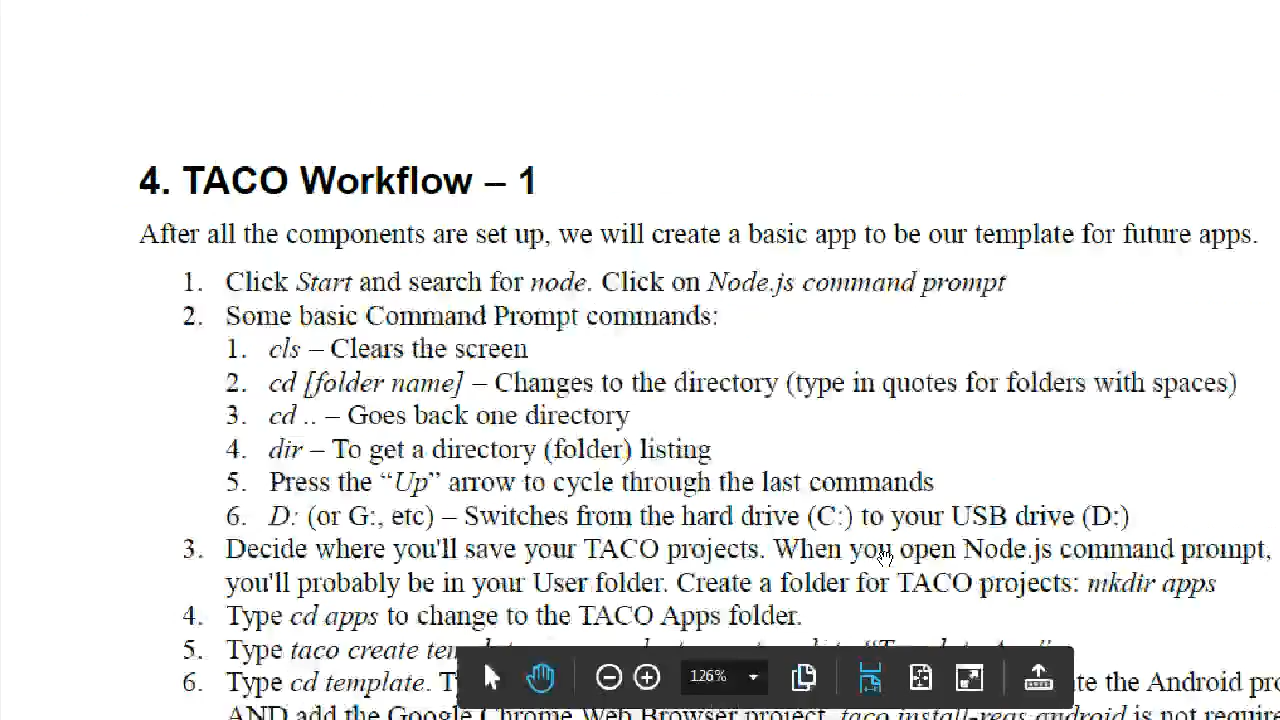 4. TACO Workflow – 1
After all the components are set up, we will create a basic app to be our template for future apps.
1. Click Start and search for node. Click on Node.js command prompt
2. Some basic Command Prompt commands:
1. cls – Clears the screen
2. cd [folder name] – Changes to the directory (type in quotes for folders with spaces)
3. cd .. – Goes back one directory
4. dir – To get a directory (folder) listing
5. Press the “Up” arrow to cycle through the last commands
6. D: (or G:, etc) – Switches from the hard drive (C:) to your USB drive (D:)
3. Decide where you'll save your TACO projects. When you open Node.js command prompt,
you'll probably be in your User folder. Create a folder for TACO projects: mkdir apps
4. Type cd apps to change to the TACO Apps folder.
5. Type taco create
6. Type cd template. the Android
AND add the Google Chrome Web Browser project. taco install-reqs android is not
126%